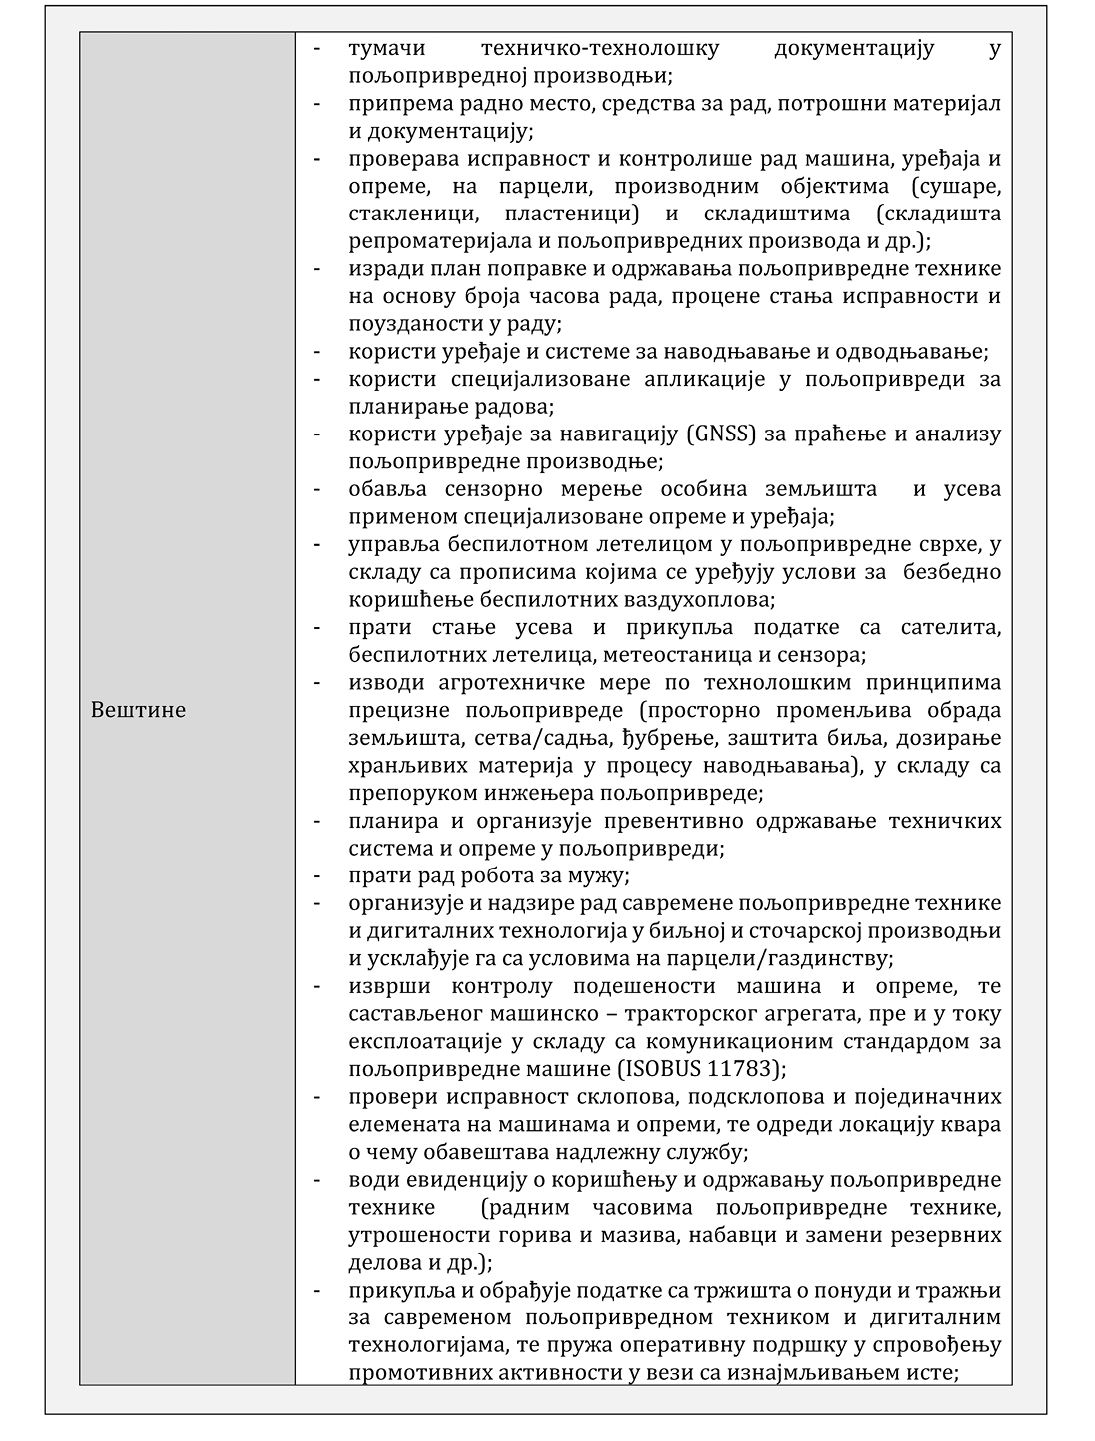 Вештине
- тумачи техничко-технолошку документацију у
пољопривредној производњи;
- припрема радно место, средства за рад, потрошни материјал
и документацију;
- проверава исправност и контролише рад машина, уређаја и
опреме, на парцели, производним објектима (сушаре,
стакленици, пластеници) и складиштима (складишта
репроматеријала и пољопривредних производа и др.);
- изради план поправке и одржавања пољопривредне технике
на основу броја часова рада, процене стања исправности и
поузданости у раду;
- користи уређаје и системе за наводњавање и одводњавање;
- користи специјализоване апликације у пољопривреди за
планирање радова;
- користи уређаје за навигацију (GNSS) за праћење и анализу
пољопривредне производње;
- обавља сензорно мерење особина земљишта и усева
применом специјализоване опреме и уређаја;
- управља беспилотном летелицом у пољопривредне сврхе, у
складу са прописима којима се уређују услови за безбедно
коришћење беспилотних ваздухоплова;
- прати стање усева и прикупља податке са сателита,
беспилотних летелица, метеостаница и сензора;
- изводи агротехничке мере по технолошким принципима
прецизне пољопривреде (просторно променљива обрада
земљишта, сетва/садња, ђубрење, заштита биља, дозирање
хранљивих материја у процесу наводњавања), у складу са
препоруком инжењера пољопривреде;
- планира и организује превентивно одржавање техничких
система и опреме у пољопривреди;
- прати рад робота за мужу;
- организује и надзире рад савремене пољопривредне технике
и дигиталних технологија у биљној и сточарској производњи
и усклађује га са условима на парцели/газдинству;
- изврши контролу подешености машина и опреме, те
састављеног машинско – тракторског агрегата, пре и у току
експлоатације у складу са комуникационим стандардом за
пољопривредне машине (ISOBUS 11783);
- провери исправност склопова, подсклопова и појединачних
елемената на машинама и опреми, те одреди локацију квара
о чему обавештава надлежну службу;
- води евиденцију о коришћењу и одржавању пољопривредне
технике (радним часовима пољопривредне технике,
утрошености горива и мазива, набавци и замени резервних
делова и др.);
- прикупља и обрађује податке са тржишта о понуди и тражњи
за савременом пољопривредном техником и дигиталним
технологијама, те пружа оперативну подршку у спровођењу
промотивних активности у вези са изнајмљивањем исте;